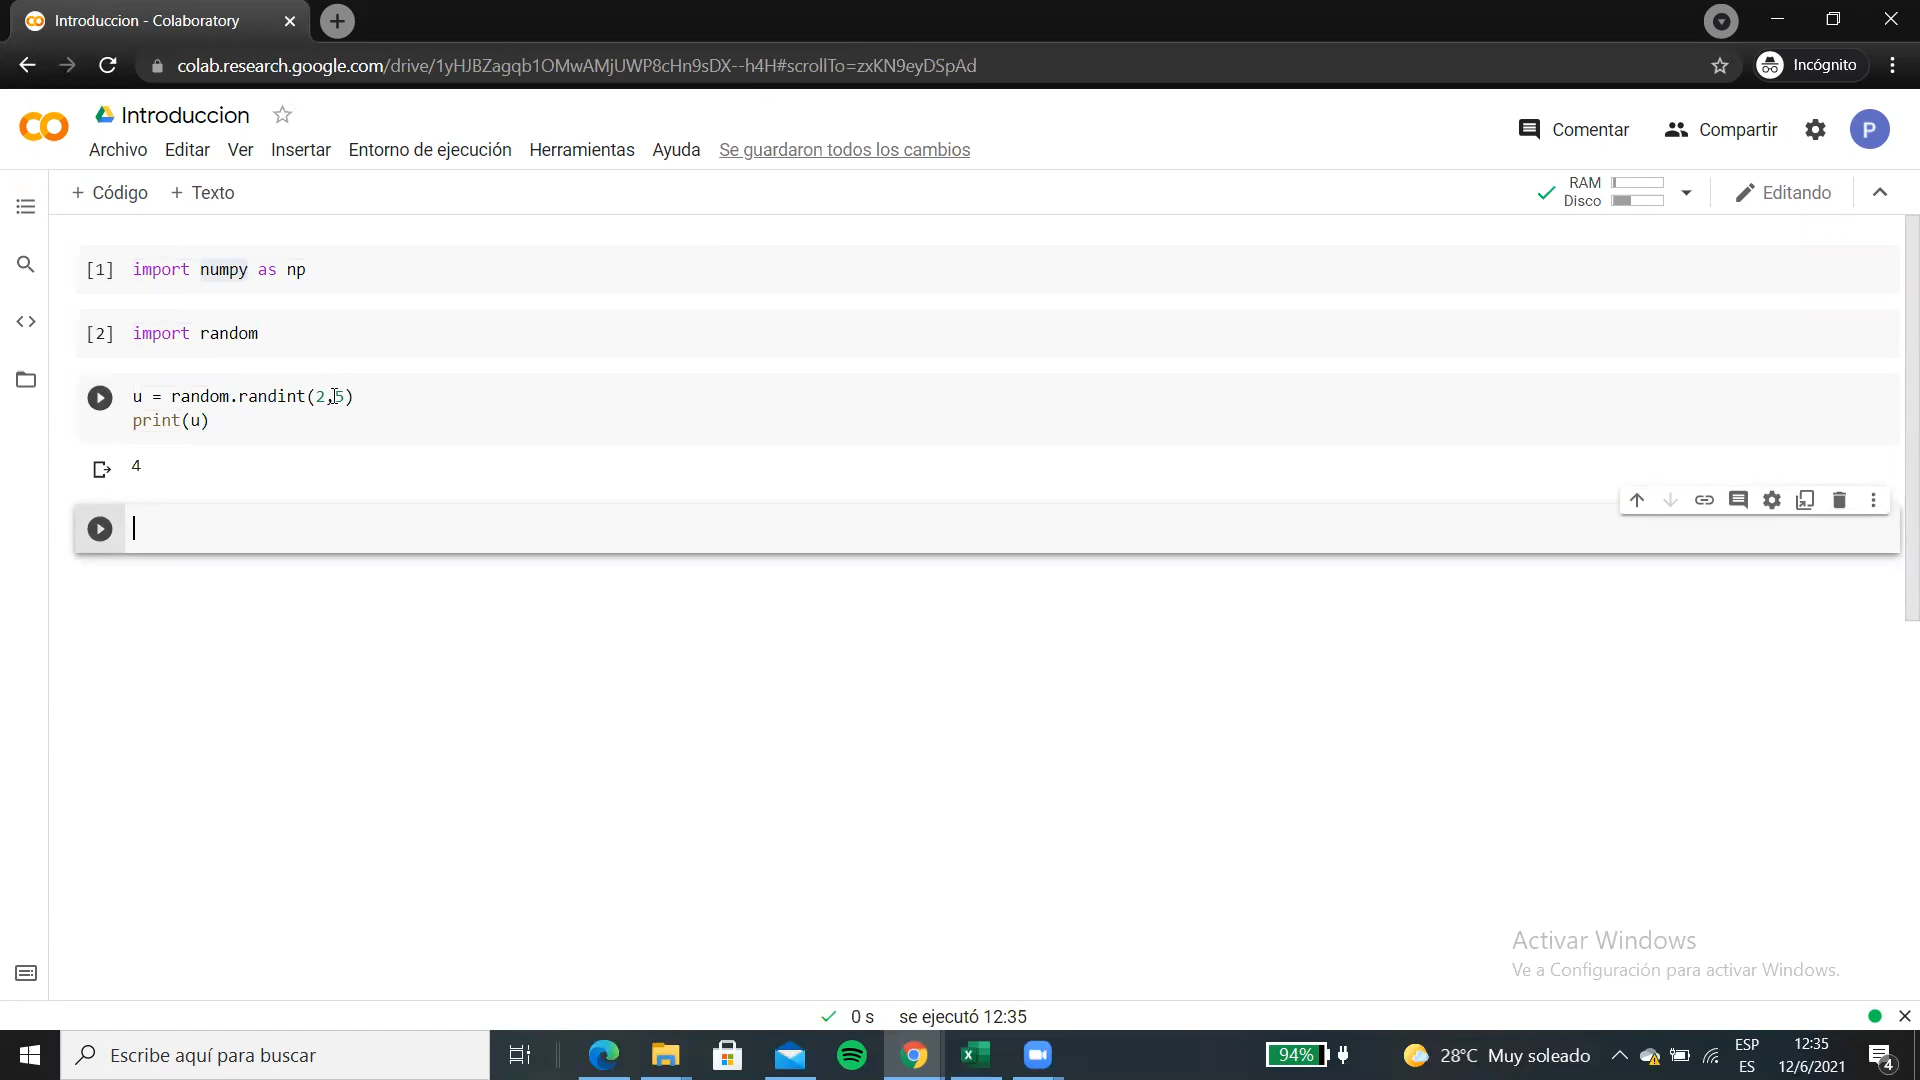 Introduccion - Colaboratory
colab.research.google.com/drive/1yHJBZagqb1OMwAMjUWP8cHn9sDX--h4H#scrollTo=zxKN9eyDSpAd
Incógnito
Introduccion
Comentar
Compartir
P
Archivo Editar Ver Insertar Entorno de ejecución Herramientas Ayuda Se guardaron todos los cambios
+ Código + Texto
RAM
Disco
Editando
[1] import numpy as np
[2] import random
u = random.randint(2,5)
print(u)
4
Activar Windows
Ve a Configuración para activar Windows.
0 s se ejecutó 12:35
Escribe aquí para buscar
94%
28°C Muy soleado
ESP
ES
12:35
12/6/2021
4